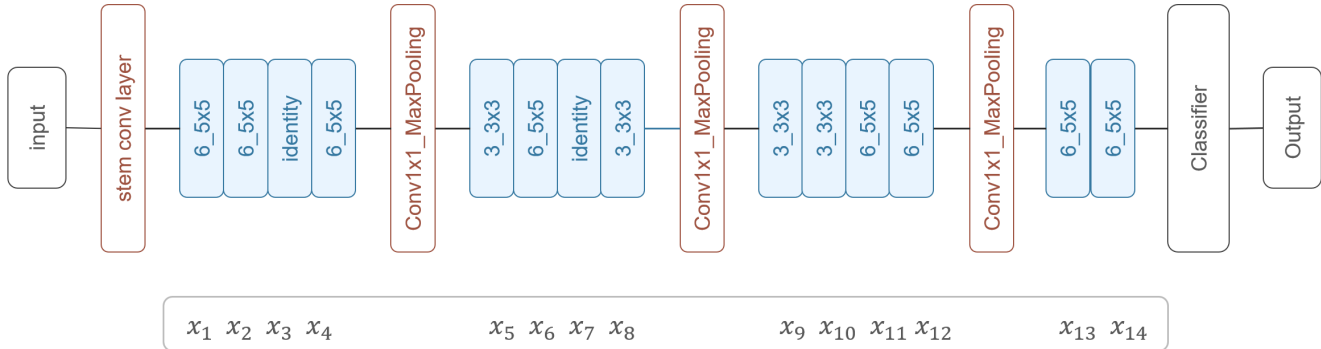 input
stem conv layer
6_5x5
6_5x5
identity
6_5x5
Conv1x1_MaxPooling
3_3x3
6_5x5
identity
3_3x3
Conv1x1_MaxPooling
3_3x3
3_3x3
6_5x5
6_5x5
Conv1x1_MaxPooling
6_5x5
6_5x5
Classifier
Output
x₁ x₂ x₃ x₄ x₅ x₆ x₇ x₈ x₉ x₁₀ x₁₁ x₁₂ x₁₃ x₁₄